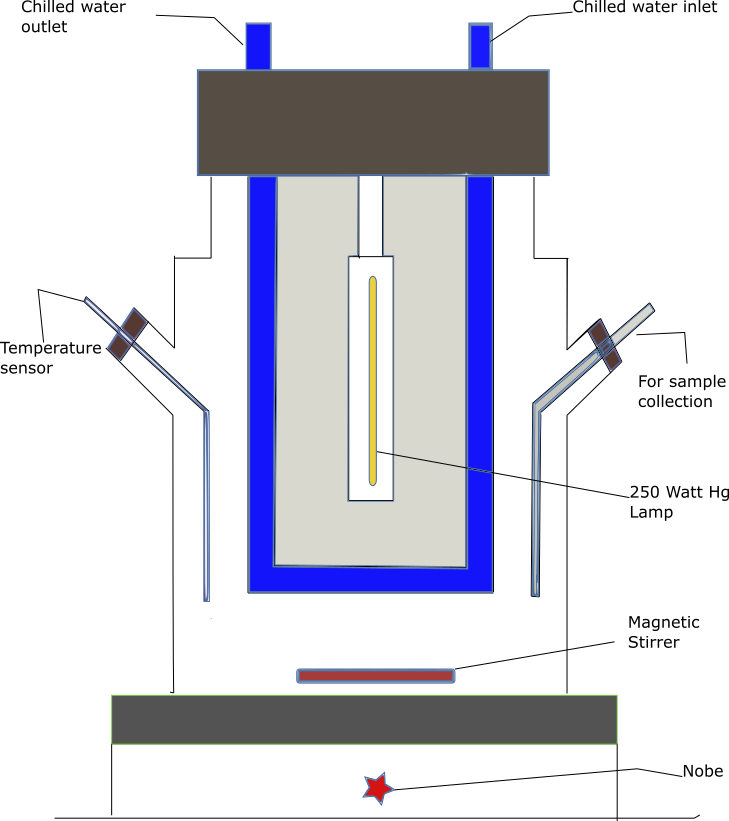 Chilled water
outlet
Chilled water inlet
Temperature
sensor
For sample
collection
250 Watt Hg
Lamp
Magnetic
Stirrer
Nobe